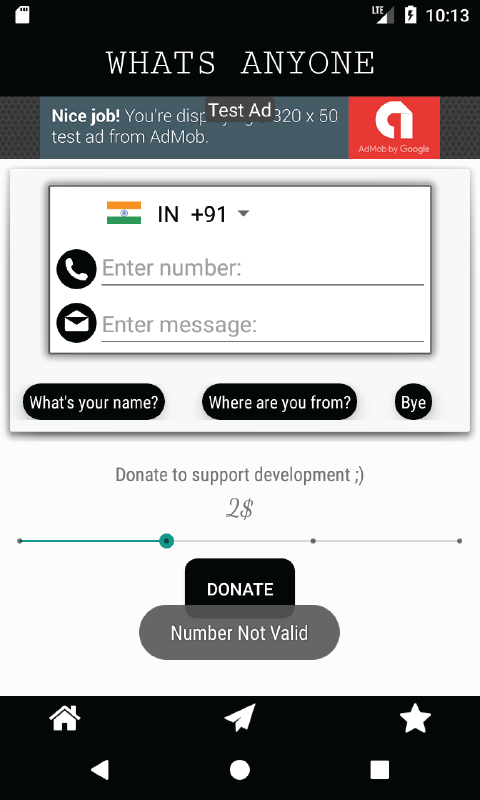 LTE 10:13
WHATS ANYONE
Test Ad
Nice job! You're disp 320 x 50
test ad from AdMob.
AdMob by Google
IN +91
Enter number:
Enter message:
What's your name? Where are you from? Bye
Donate to support development ;)
2$
DONATE
Number Not Valid